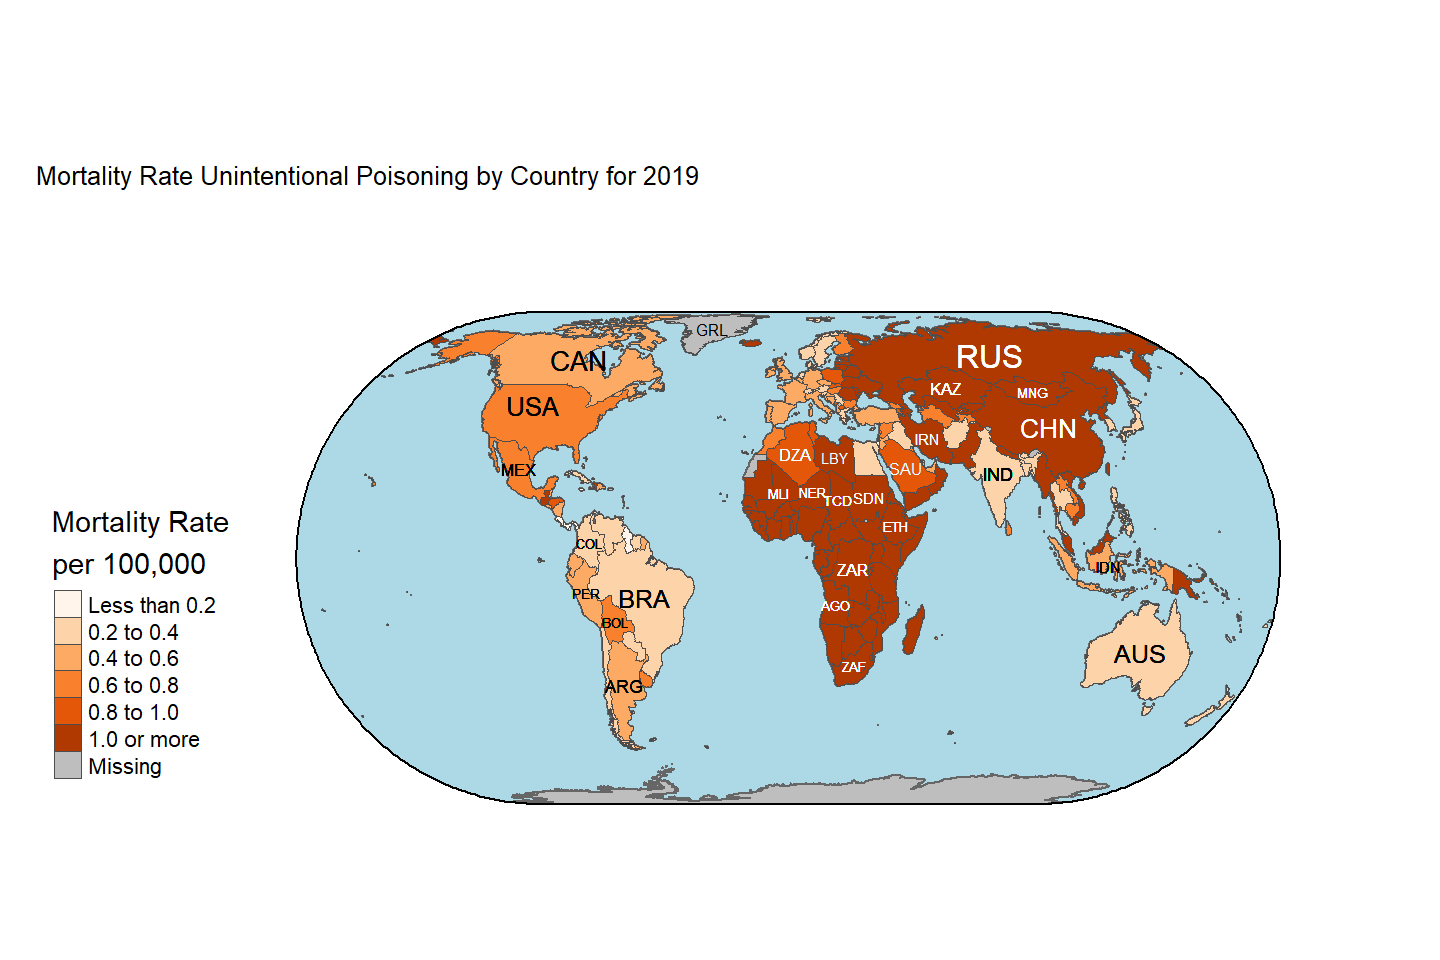 Mortality Rate Unintentional Poisoning by Country for 2019
GRL
CAN
RUS
KAZ
MNG
USA
CHN
IRN
DZA
LBY
SAU
MEX
IND
MLI
NER
TCD
SDN
ETH
COL
ZAR
IDN
PER
BRA
AGO
BOL
AUS
ZAF
ARG
Mortality Rate
per 100,000
Less than 0.2
0.2 to 0.4
0.4 to 0.6
0.6 to 0.8
0.8 to 1.0
1.0 or more
Missing